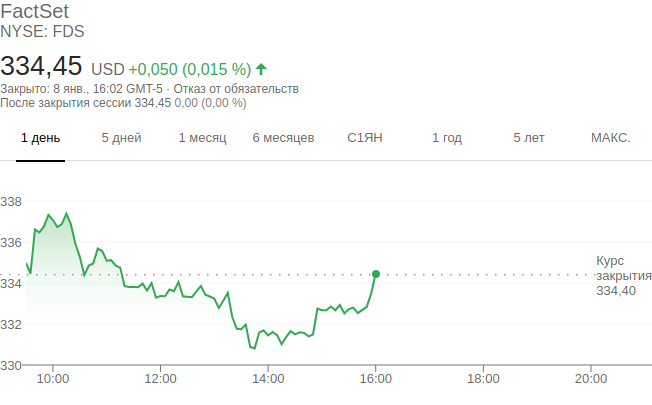 FactSet
NYSE: FDS
334,45 USD +0,050 (0,015 %)
Закрыто: 8 янв., 16:02 GMT-5 · Отказ от обязательств
После закрытия сессии 334,45 0,00 (0,00 %)
1 день 5 дней 1 месяц 6 месяцев С1ЯН 1 год 5 лет МАКС.
338
336
Курс
закрытия
334,40
334
332
330
10:00 12:00 14:00 16:00 18:00 20:00